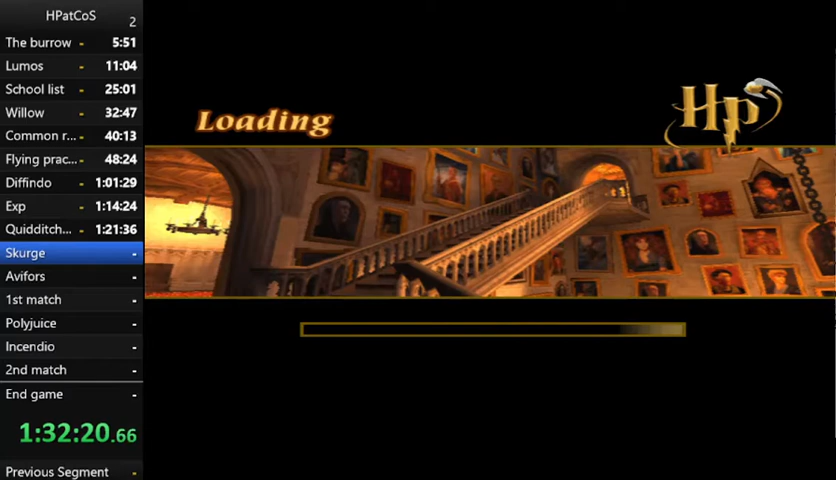 HPatCoS
2
The burrow - 5:51
Lumos - 11:04
School list - 25:01
Willow - 32:47
Common r... - 40:13
Flying prac... - 48:24
Diffindo - 1:01:29
Exp - 1:14:24
Quidditch... - 1:21:36
Skurge -
Avifors -
1st match -
Polyjuice -
Incendio -
2nd match -
End game -
1:32:20.66
Previous Segment -
Loading
HP